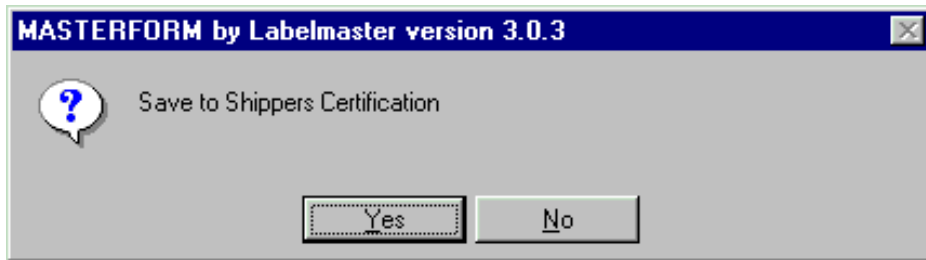 MASTERFORM by Labelmaster version 3.0.3
Save to Shippers Certification
Yes No